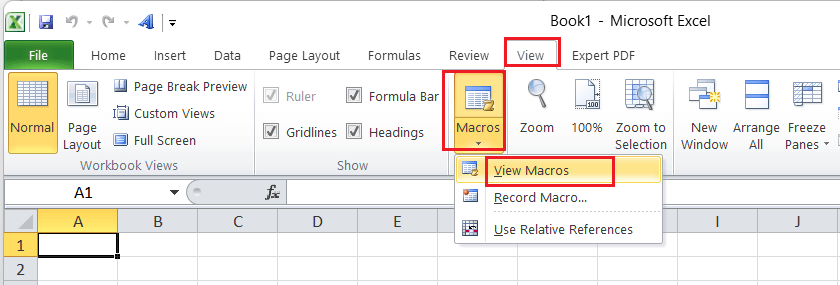 Book1 - Microsoft Excel
File Home Insert Data Page Layout Formulas Review View Expert PDF
Normal
Page Layout
Page Break Preview
Custom Views
Full Screen
Workbook Views
Ruler
Formula Bar
Gridlines
Headings
Show
Macros
Zoom
100
100%
Zoom to Selection
New Window
Arrange All
Freeze Panes
View Macros
Record Macro...
Use Relative References
A1
fx
A B C D E I J
1
2